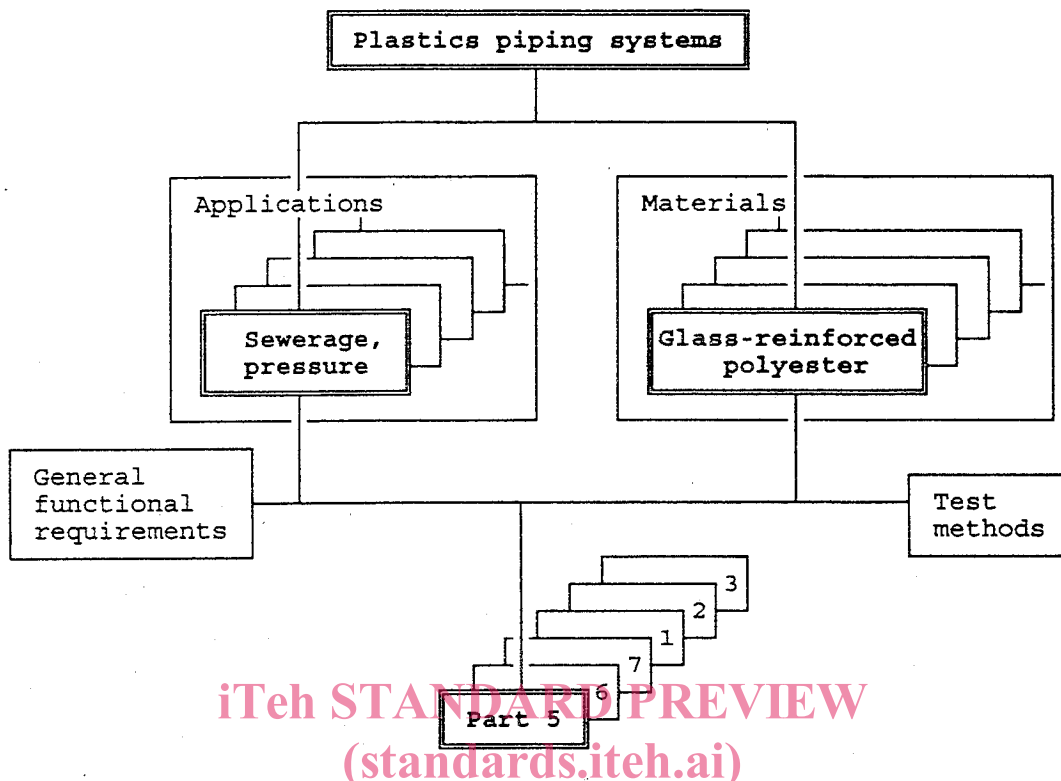 Plastics piping systems
Applications
Materials
Sewerage,
pressure
Glass-reinforced
polyester
General
functional
requirements
Test
methods
3
2
1
7
6
Part 5
iTeh STANDARD PREVIEW
(standards.iteh.ai)